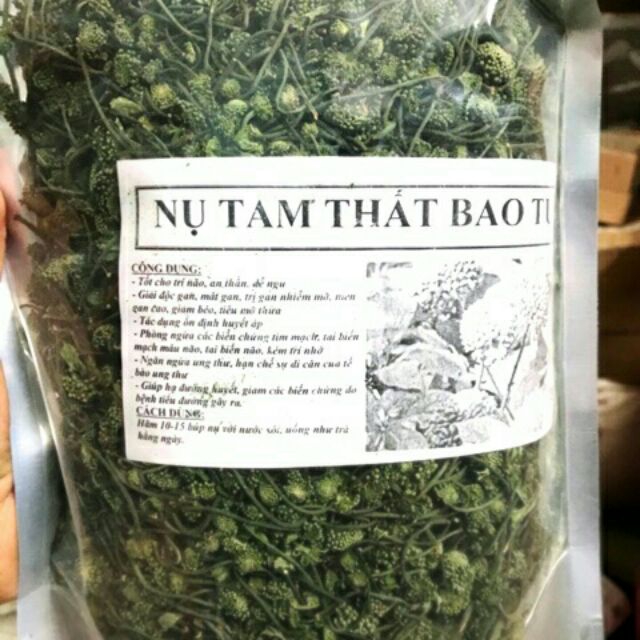 NỤ TAM THẤT BAO TỬ
CÔNG DỤNG:
- Tốt cho trí não, an thần, dễ ngủ
- Giải độc gan, mát gan, trị gan nhiễm mỡ, men
gan cao, giảm béo, tiêu mỡ thừa
- Tác dụng ổn định huyết áp
- Phòng ngừa các biến chứng tim mạch, tai biến
mạch máu não, tai biến não, kém trí nhớ
- Ngăn ngừa ung thư, hạn chế sự di căn của tế
bào ung thư
- Giúp hạ đường huyết, giảm các biến chứng do
bệnh tiểu đường gây ra.
CÁCH DÙNG:
Hãm 10-15 búp nụ với nước sôi, uống như trà
hàng ngày.